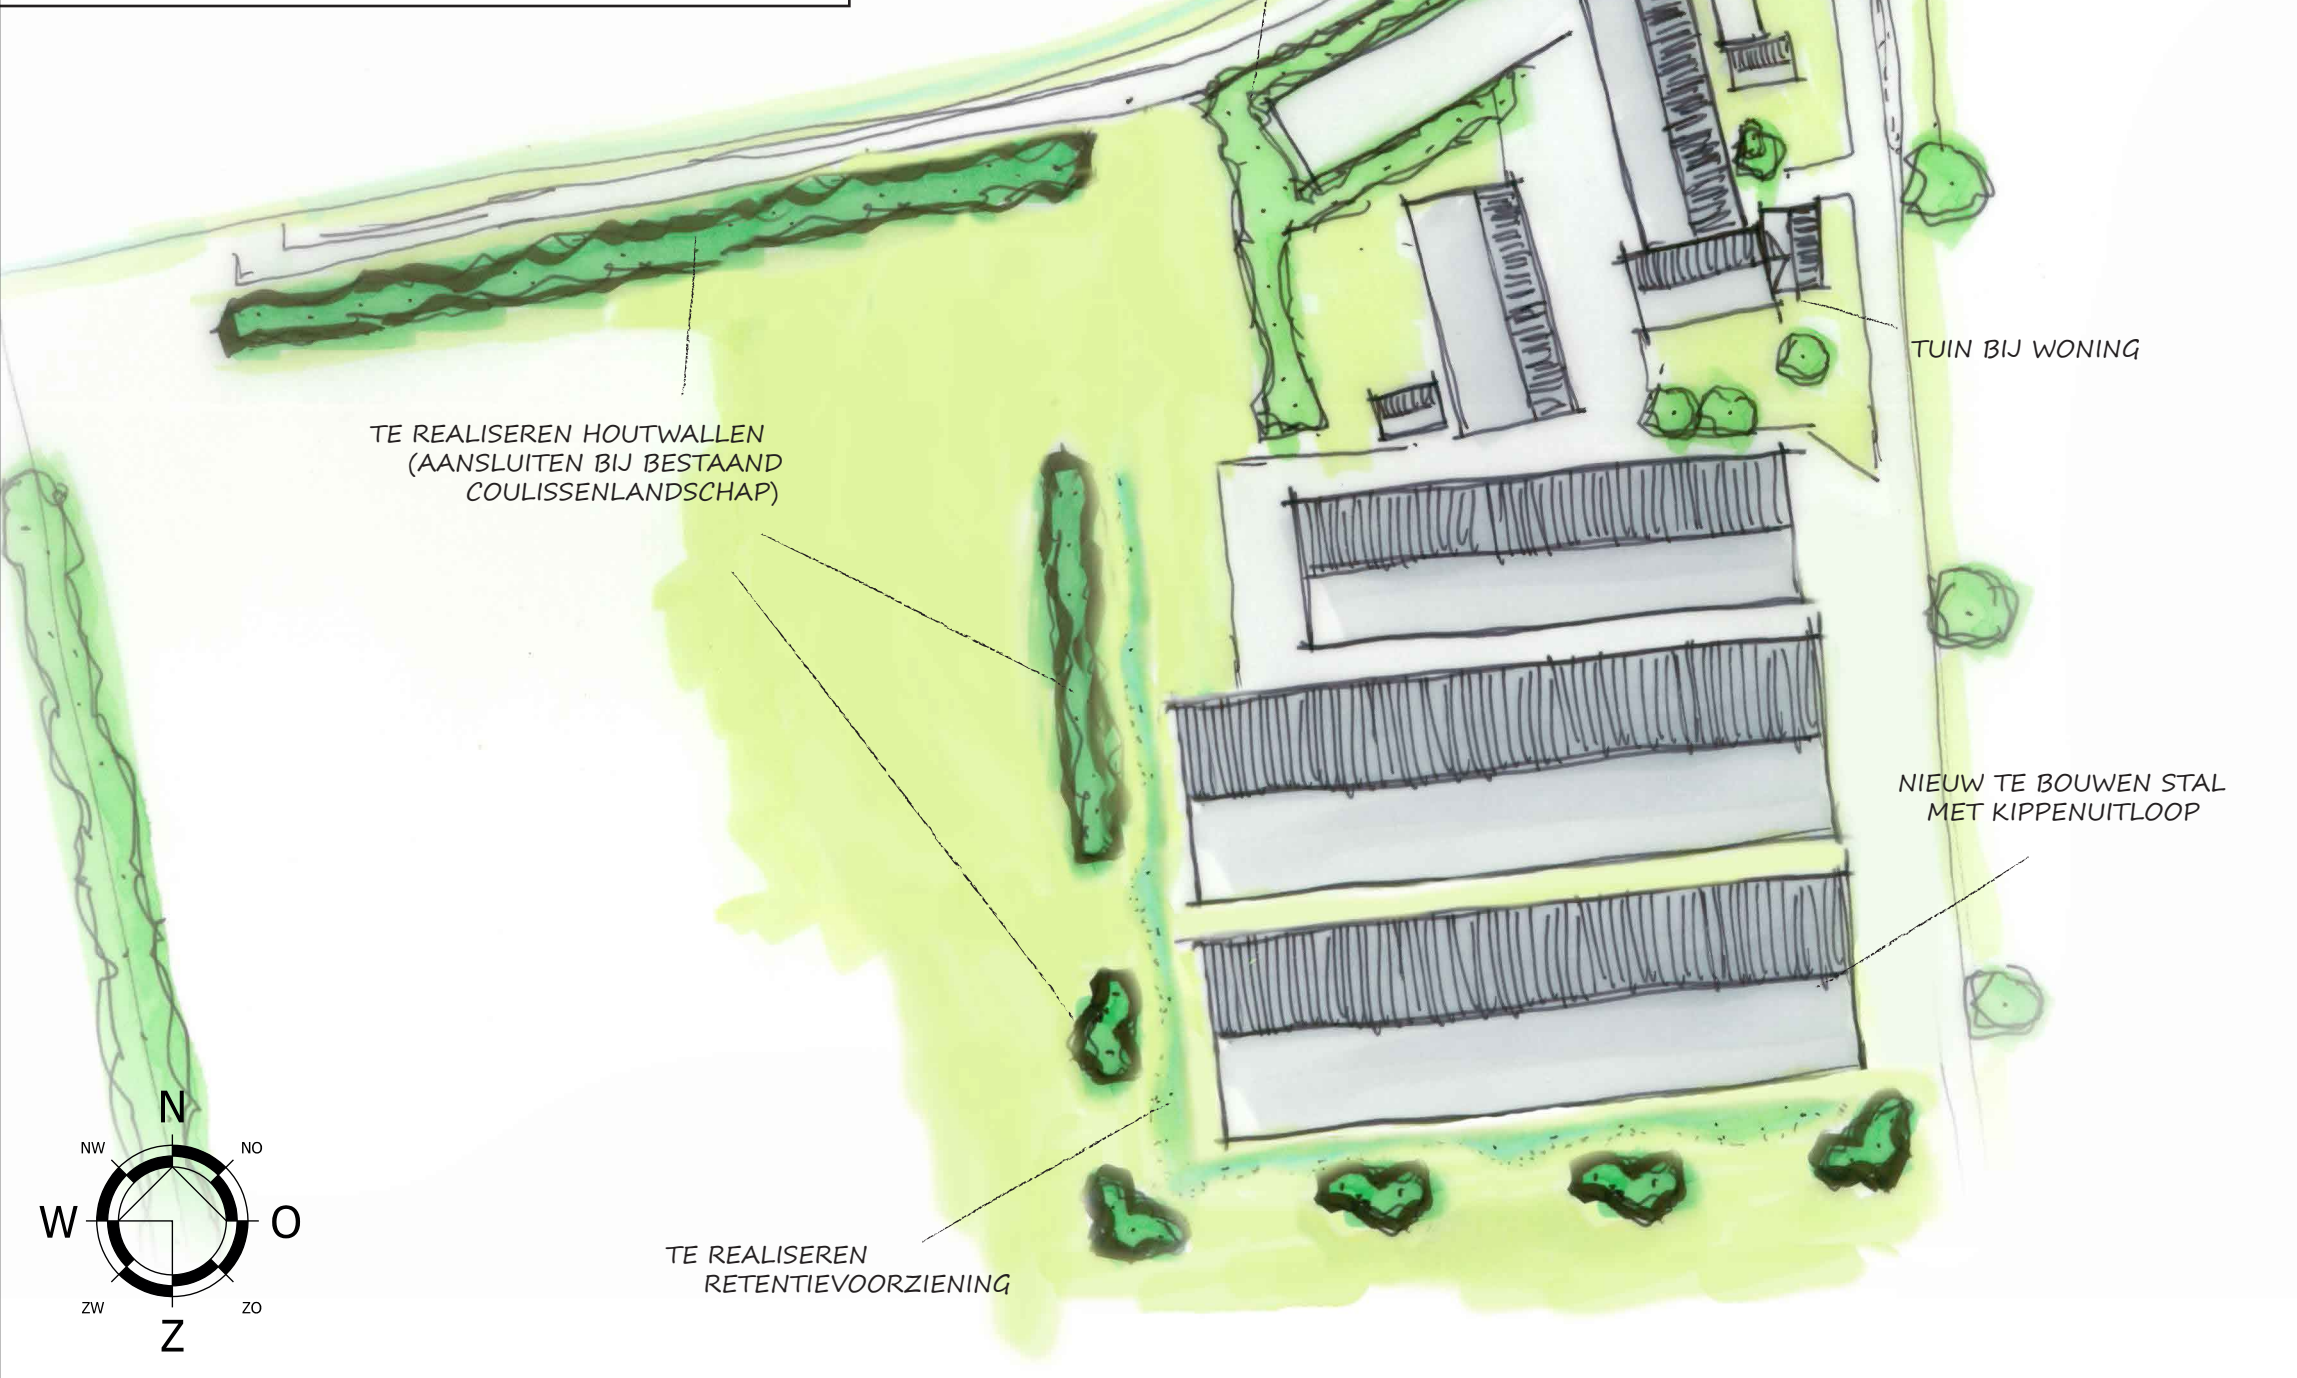 TUIN BIJ WONING
TE REALISEREN HOUTWALLEN
(AANSLUITEN BIJ BESTAAND
COULISSENLANDSCHAP)
NIEUW TE BOUWEN STAL
MET KIPPENUITLOOP
TE REALISEREN
RETENTIEVOORZIENING
N
NW
NO
W
O
ZW
ZO
Z